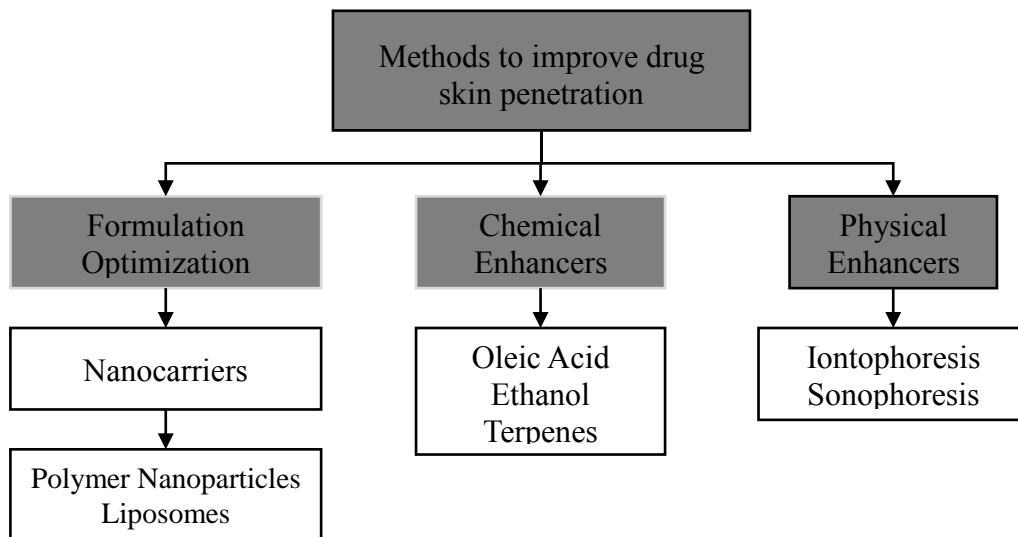 Methods to improve drug
skin penetration
Formulation
Optimization
Chemical
Enhancers
Physical
Enhancers
Nanocarriers
Oleic Acid
Ethanol
Terpenes
Iontophoresis
Sonophoresis
Polymer Nanoparticles
Liposomes